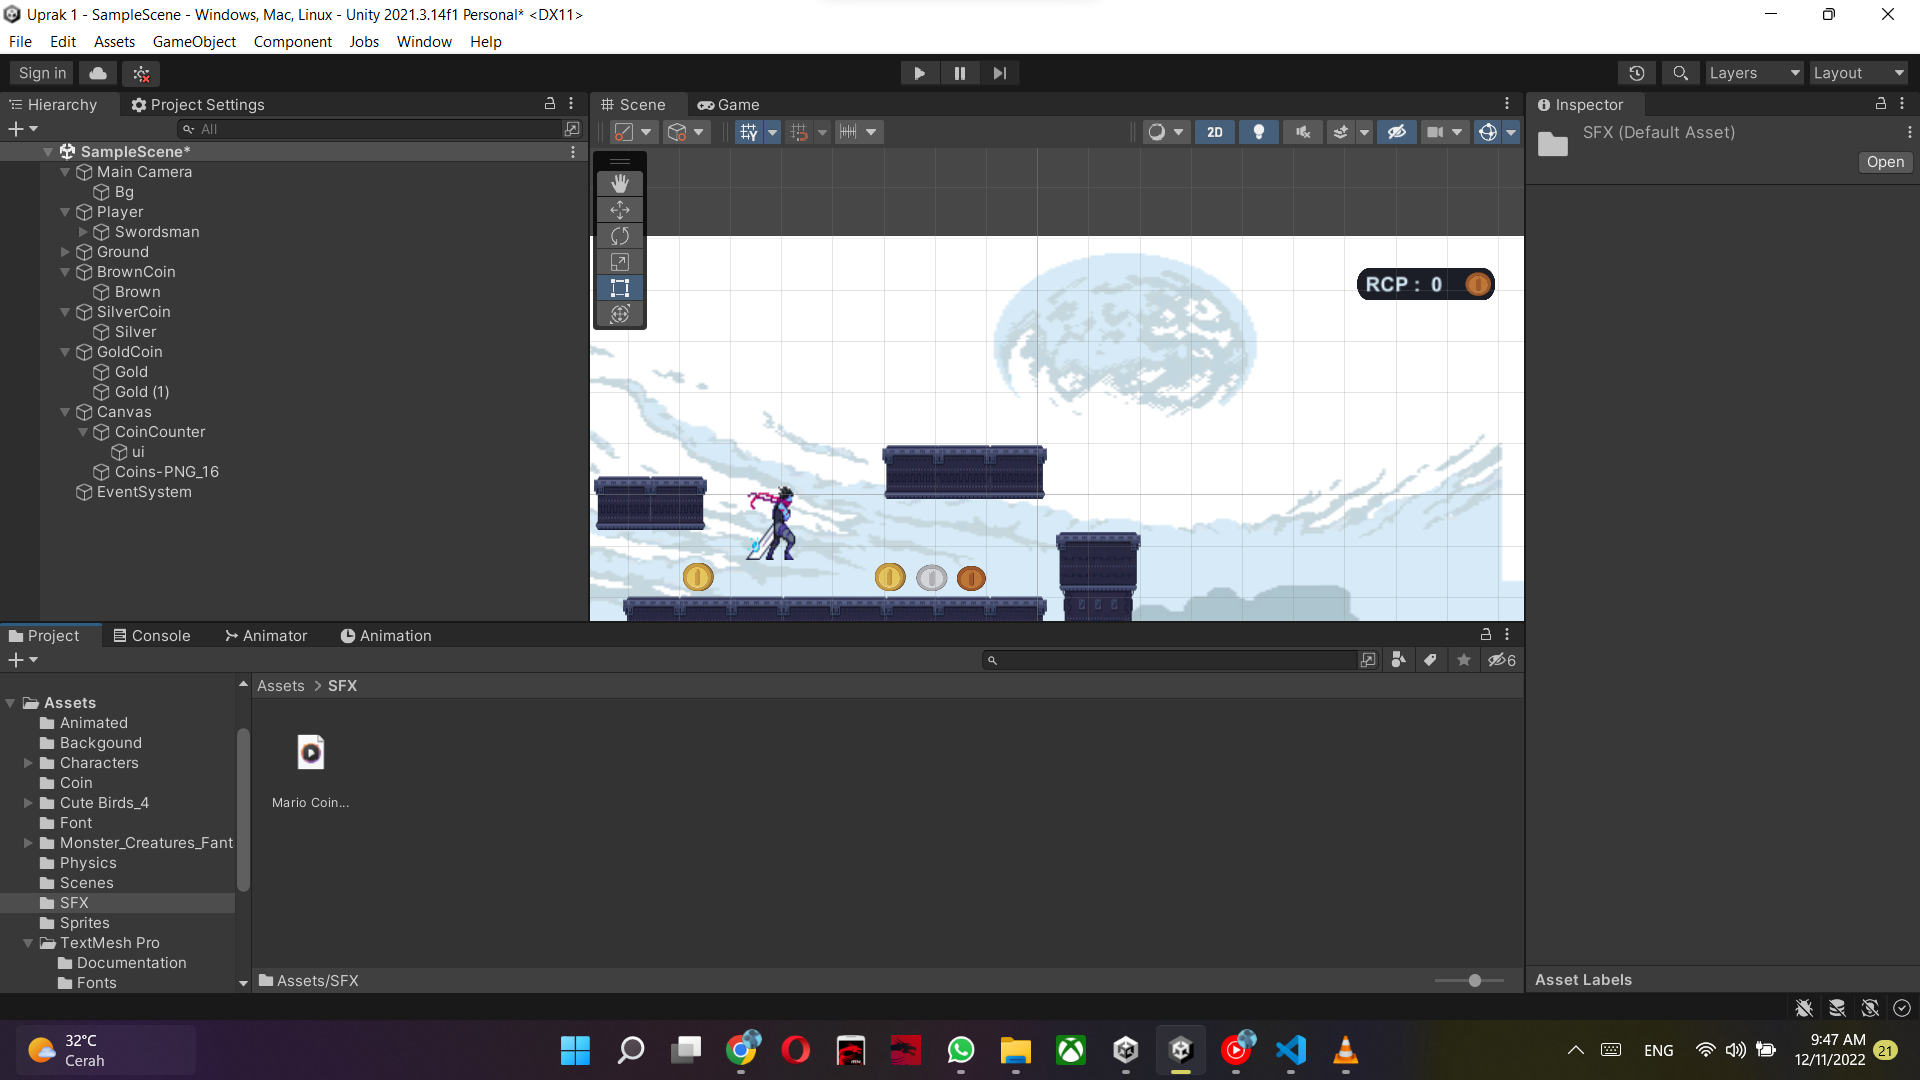 Uprak 1 - SampleScene - Windows, Mac, Linux - Unity 2021.3.14f1 Personal* <DX11>
File Edit Assets GameObject Component Jobs Window Help
Sign in
Layers
Layout
Hierarchy
Project Settings
Scene
Game
Inspector
All
2D
SFX (Default Asset)
Open
SampleScene*
Main Camera
Bg
Player
Swordsman
Ground
BrownCoin
Brown
SilverCoin
Silver
GoldCoin
Gold
Gold (1)
Canvas
CoinCounter
ui
Coins-PNG_16
EventSystem
RCP : 0
Project
Console
Animator
Animation
6
Assets
Animated
Backgound
Characters
Coin
Cute Birds_4
Font
Monster_Creatures_Fant
Physics
Scenes
SFX
Sprites
TextMesh Pro
Documentation
Fonts
Assets > SFX
Mario Coin...
Assets/SFX
Asset Labels
32°C
Cerah
ENG
9:47 AM
12/11/2022
21